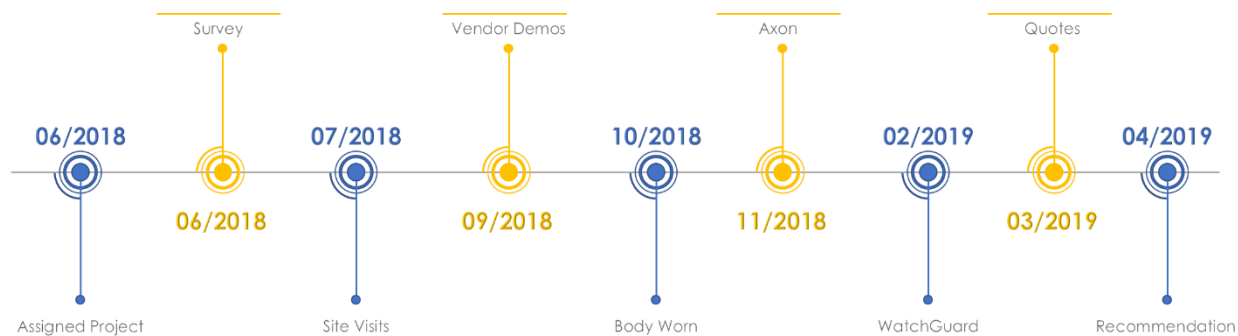 Survey
Vendor Demos
Axon
Quotes
06/2018
07/2018
10/2018
02/2019
04/2019
06/2018
09/2018
11/2018
03/2019
Assigned Project
Site Visits
Body Worn
WatchGuard
Recommendation